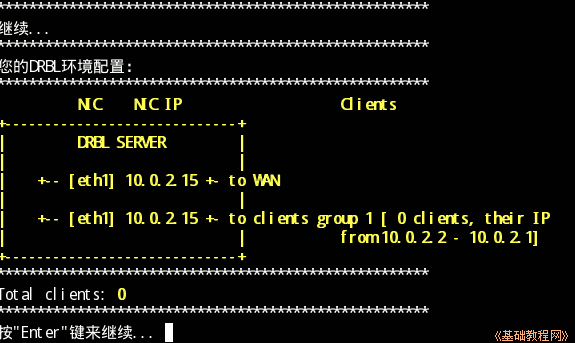 ******************************************************
继续...
******************************************************
您的DRBL环境配置:
******************************************************
NIC NIC IP Clients
+-----------------------------+
| DRBL SERVER |
| |
| +-- [eth1] 10.0.2.15 +- to WAN
| |
| +-- [eth1] 10.0.2.15 +- to clients group 1 [ 0 clients, their IP
| | from 10.0.2.2 - 10.0.2.1]
+-----------------------------+
******************************************************
Total clients: 0
******************************************************
按"Enter"键来继续...
《基础教程网》